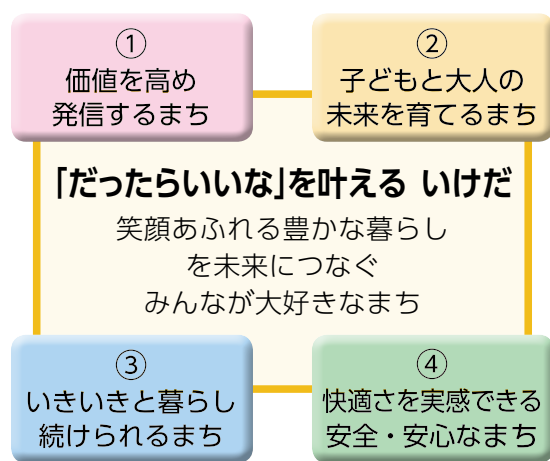 ①
価値を高め
発信するまち
②
子どもと大人の
未来を育てるまち
「だったらいいな」を叶える いけだ
笑顔あふれる豊かな暮らし
を未来につなぐ
みんなが大好きなまち
③
いきいきと暮らし
続けられるまち
④
快適さを実感できる
安全・安心なまち